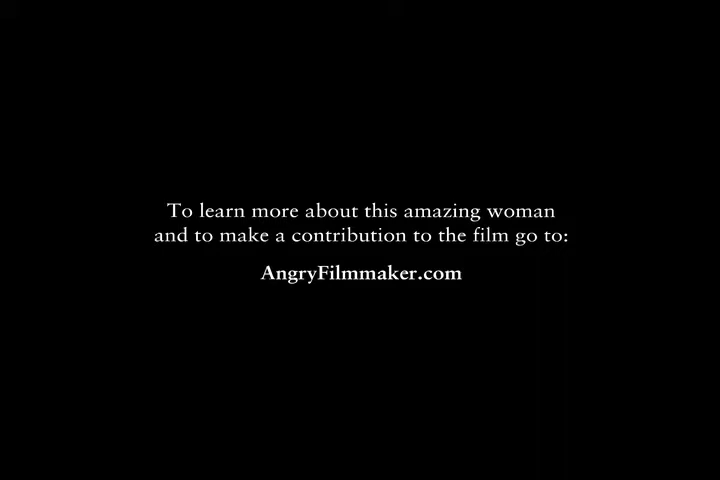 To learn more about this amazing woman
and to make a contribution to the film go to:
AngryFilmmaker.com